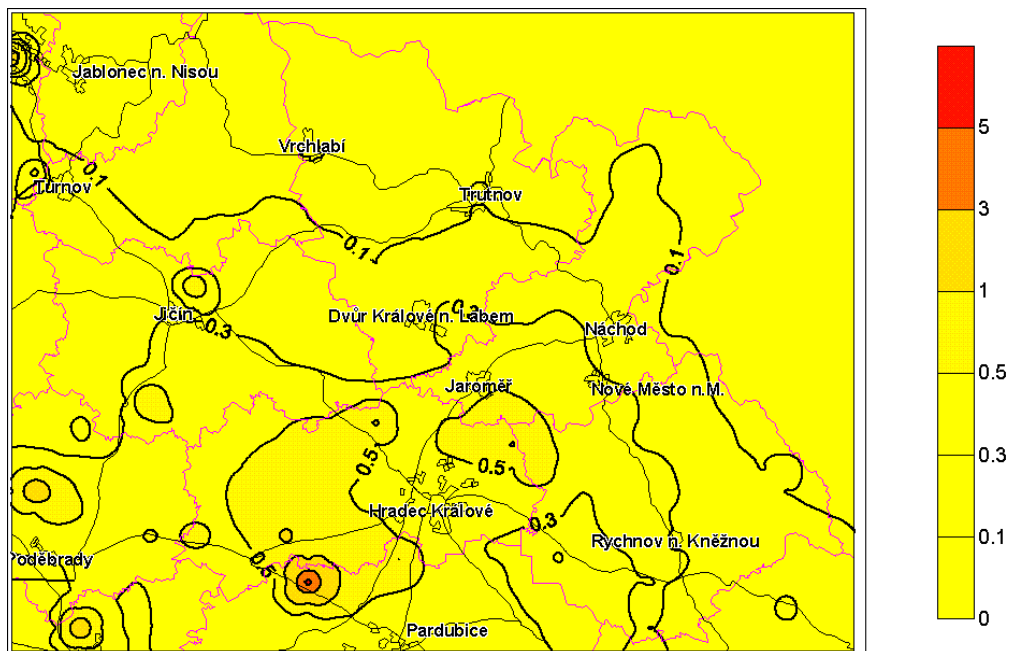 Jablonec n. Nisou
Vrchlabí
0.1
Turnov
Trutnov
0.1
0.1
Jičín
0.3
Dvůr Králové n. Labem
0.3
Náchod
Jaroměř
Nové Město n.M.
0.5
0.5
Hradec Králové
0.3
Rychnov n. Kněžnou
Poděbrady
0.5
Pardubice
5
3
1
0.5
0.3
0.1
0